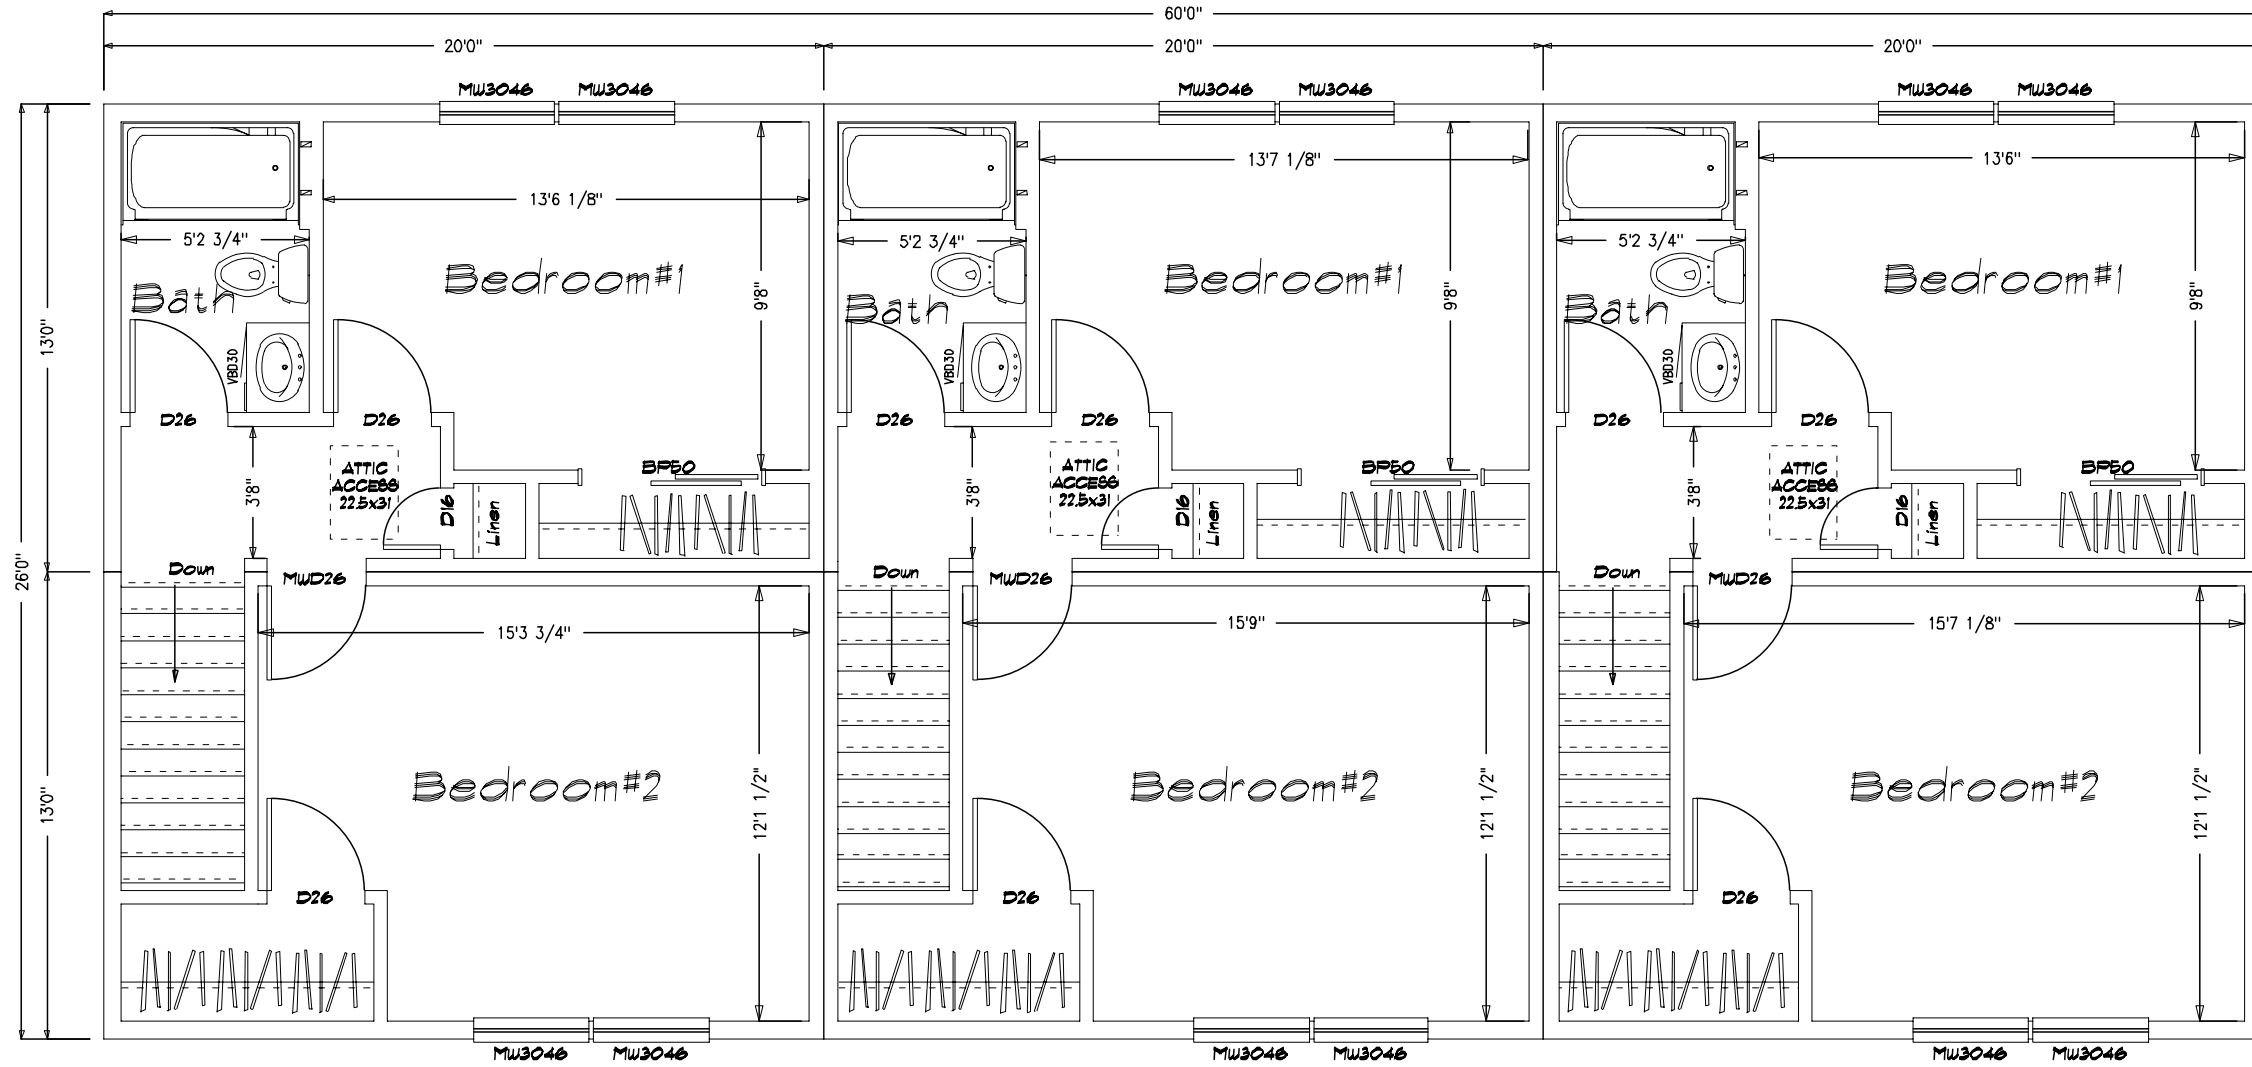 60'0"
20'0" 20'0" 20'0"
MW3046 MW3046 MW3046 MW3046 MW3046 MW3046
13'7 1/8" 13'6"
13'6 1/8"
5'2 3/4" 5'2 3/4" 5'2 3/4"
Bedroom#1 Bedroom#1 Bedroom#1
Bath Bath Bath
9'8" 9'8" 9'8"
13'0"
VBD30 VBD30 VBD30
D26 D26 D26 D26 D26 D26
BP50 BP50 BP50
ATTIC
ACCESS
22.5x31
ATTIC
ACCESS
22.5x31
ATTIC
ACCESS
22.5x31
3'8" 3'8" 3'8"
D16 Linen D16 Linen D16 Linen
26'0"
Down Down Down
MWD26 MWD26 MWD26
15'3 3/4" 15'9" 15'7 1/8"
Bedroom#2 Bedroom#2 Bedroom#2
13'0"
12'1 1/2" 12'1 1/2" 12'1 1/2"
D26 D26 D26
MW3046 MW3046 MW3046 MW3046 MW3046 MW3046